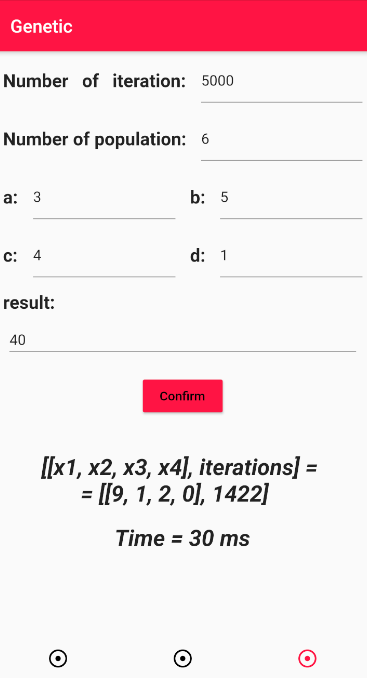 Genetic
Number of iteration: 5000
Number of population: 6
a: 3 b: 5
c: 4 d: 1
result:
40
Confirm
[[x1, x2, x3, x4], iterations] =
= [[9, 1, 2, 0], 1422]
Time = 30 ms